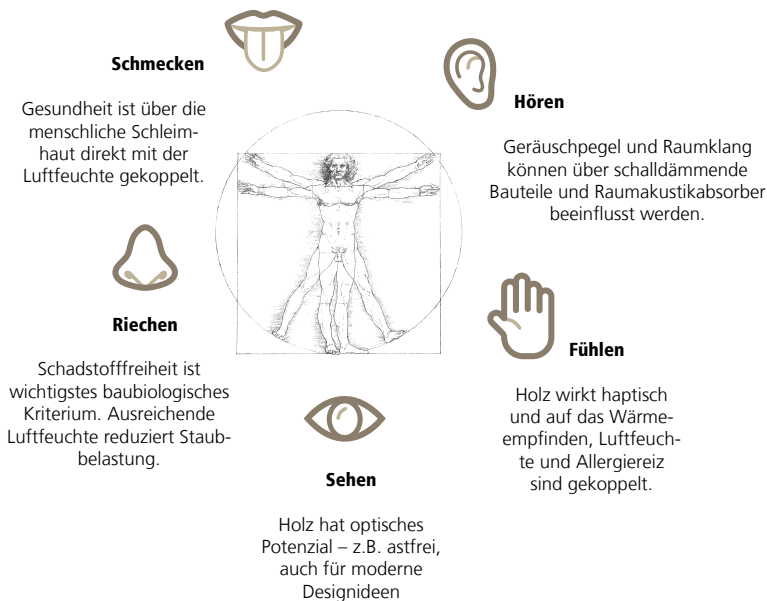 Schmecken
Gesundheit ist über die
menschliche Schleim-
haut direkt mit der
Luftfeuchte gekoppelt.
Hören
Geräuschpegel und Raumklang
können über schalldämmende
Bauteile und Raumakustikabsorber
beeinflusst werden.
Riechen
Schadstofffreiheit ist
wichtigstes baubiologisches
Kriterium. Ausreichende
Luftfeuchte reduziert Staub-
belastung.
Fühlen
Holz wirkt haptisch
und auf das Wärme-
empfinden, Luftfeuch-
te und Allergiereiz
sind gekoppelt.
Sehen
Holz hat optisches
Potenzial – z.B. astfrei,
auch für moderne
Designideen